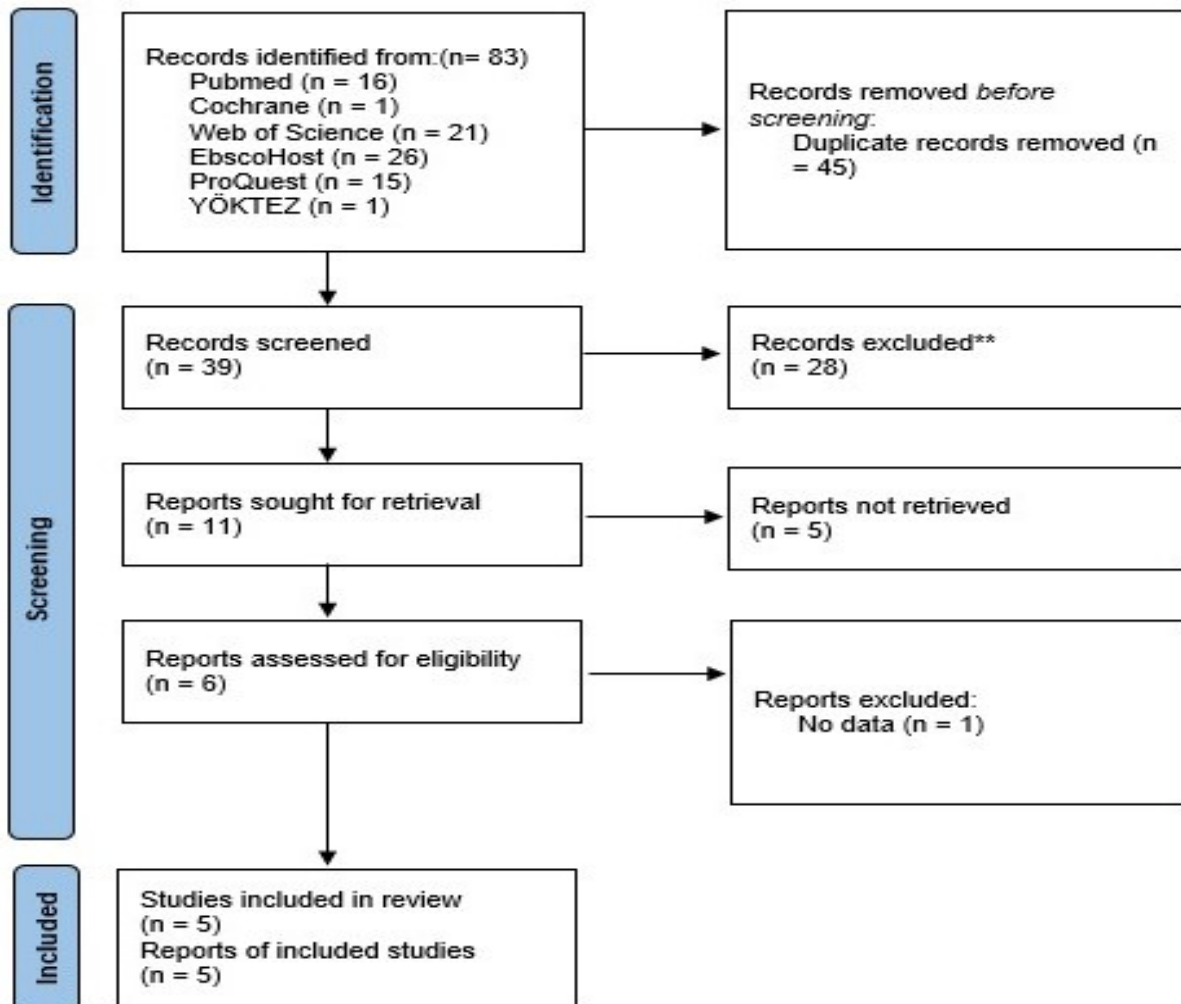 Identification
Records identified from:(n= 83)
Pubmed (n = 16)
Cochrane (n = 1)
Web of Science (n = 21)
EbscoHost (n = 26)
ProQuest (n = 15)
YÖKTEZ (n = 1)
Records removed before
screening:
Duplicate records removed (n
= 45)
Screening
Records screened
(n = 39)
Records excluded**
(n = 28)
Reports sought for retrieval
(n = 11)
Reports not retrieved
(n = 5)
Reports assessed for eligibility
(n = 6)
Reports excluded:
No data (n = 1)
Included
Studies included in review
(n = 5)
Reports of included studies
(n = 5)